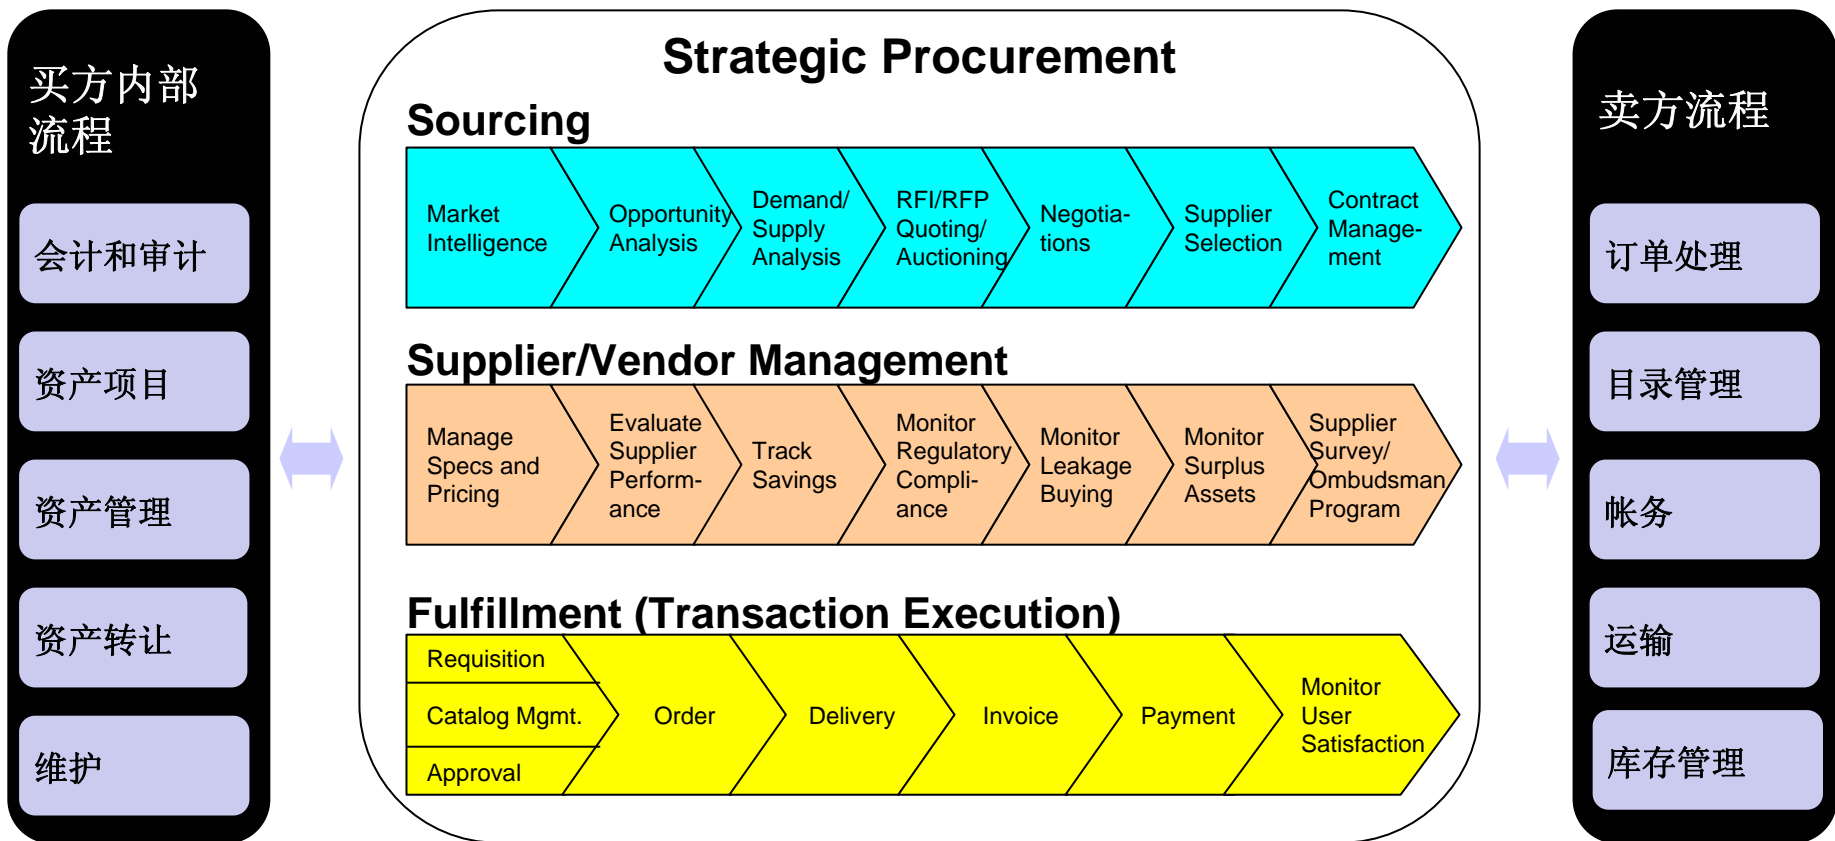 买方内部
流程
会计和审计
资产项目
资产管理
资产转让
维护
Strategic Procurement
Sourcing
Market
Intelligence
Opportunity
Analysis
Demand/
Supply
Analysis
RFI/RFP
Quoting/
Auctioning
Negotia-
tions
Supplier
Selection
Contract
Manage-
ment
Supplier/Vendor Management
Manage
Specs and
Pricing
Evaluate
Supplier
Perform-
ance
Track
Savings
Monitor
Regulatory
Compli-
ance
Monitor
Leakage
Buying
Monitor
Surplus
Assets
Supplier
Survey/
Ombudsman
Program
Fulfillment (Transaction Execution)
Requisition
Catalog Mgmt.
Approval
Order
Delivery
Invoice
Payment
Monitor
User
Satisfaction
卖方流程
订单处理
目录管理
帐务
运输
库存管理